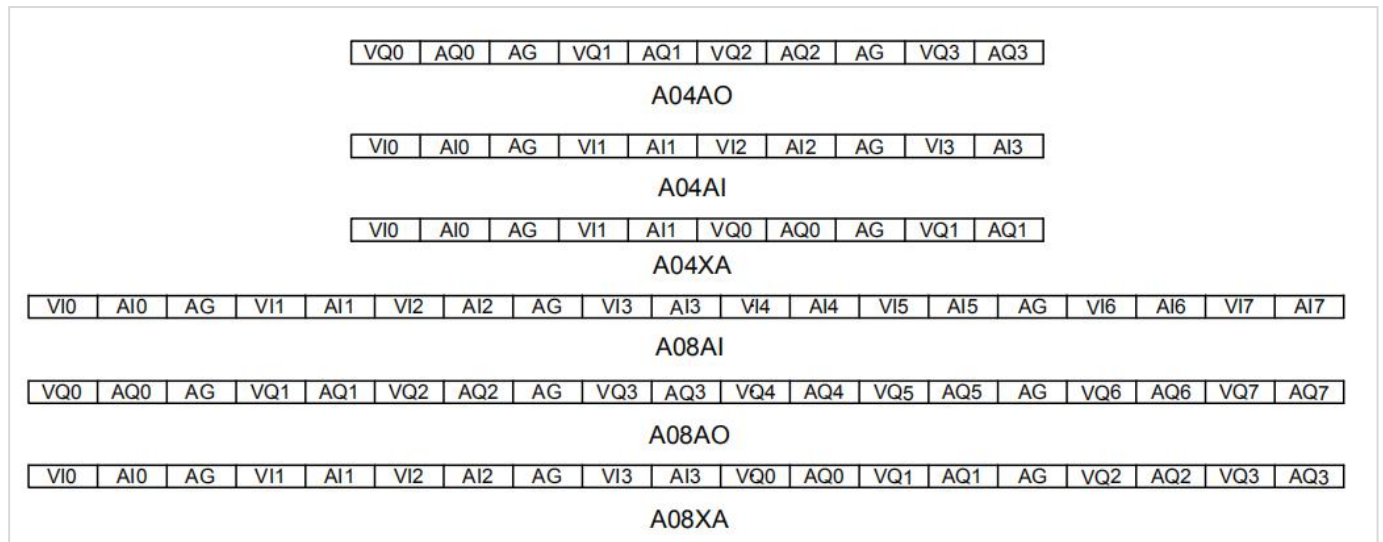 VQ0 AQ0 AG VQ1 AQ1 VQ2 AQ2 AG VQ3 AQ3
A04AO
VI0 AI0 AG VI1 AI1 VI2 AI2 AG VI3 AI3
A04AI
VI0 AI0 AG VI1 AI1 VQ0 AQ0 AG VQ1 AQ1
A04XA
VI0 AI0 AG VI1 AI1 VI2 AI2 AG VI3 AI3 VI4 AI4 VI5 AI5 AG VI6 AI6 VI7 AI7
A08AI
VQ0 AQ0 AG VQ1 AQ1 VQ2 AQ2 AG VQ3 AQ3 VQ4 AQ4 VQ5 AQ5 AG VQ6 AQ6 VQ7 AQ7
A08AO
VI0 AI0 AG VI1 AI1 VI2 AI2 AG VI3 AI3 VQ0 AQ0 VQ1 AQ1 AG VQ2 AQ2 VQ3 AQ3
A08XA